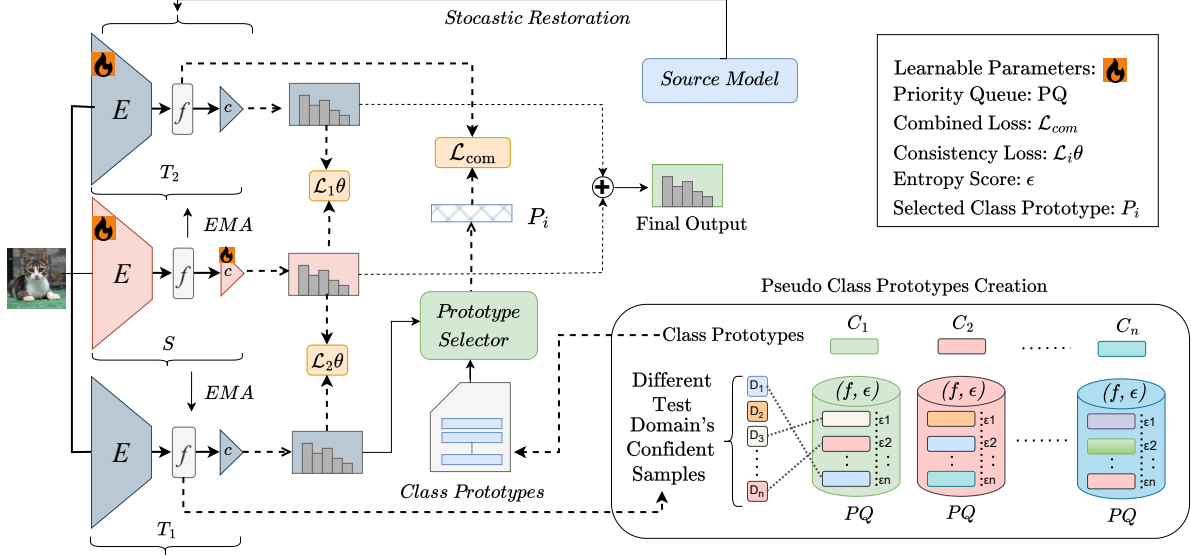 Stocastic Restoration
Source Model
E
f
c
T₂
EMA
𝓛com
𝓛₁θ
Pᵢ
Final Output
Learnable Parameters:
Priority Queue: PQ
Combined Loss: 𝓛com
Consistency Loss: 𝓛ᵢθ
Entropy Score: ϵ
Selected Class Prototype: Pᵢ
E
f
c
S
EMA
𝓛₂θ
Prototype
Selector
Class Prototypes
E
f
c
T₁
Pseudo Class Prototypes Creation
Class Prototypes
C₁
C₂
Cₙ
Different
Test
Domain's
Confident
Samples
D₁
D₂
D₃
Dₙ
(f, ϵ)
ε1
ε2
εn
PQ
(f, ϵ)
ε1
ε2
εn
PQ
(f, ϵ)
ε1
ε2
εn
PQ